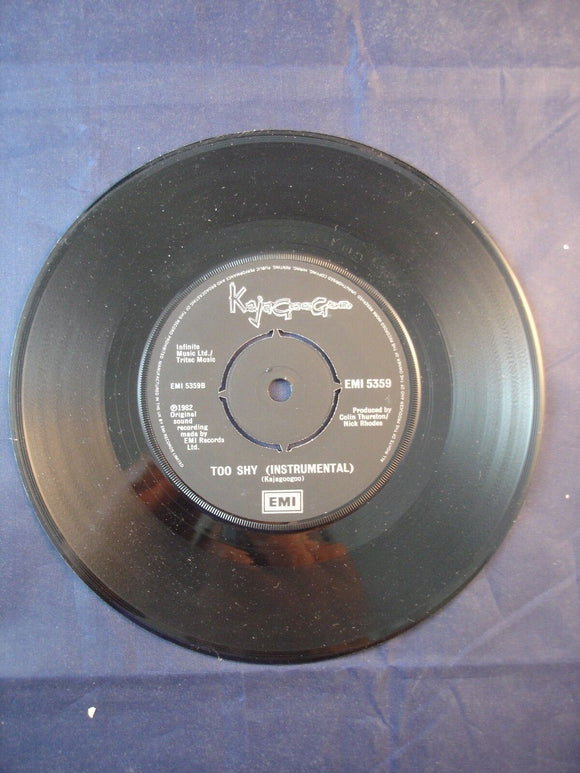 KajaGooGoo
Infinite
Music Ltd./
Tritec Music
EMI 5359B
EMI 5359
℗1982
Original
sound
recording
made by
EMI Records
Ltd.
Produced by
Colin Thurston/
Nick Rhodes
TOO SHY (INSTRUMENTAL)
(Kajagoogoo)
EMI